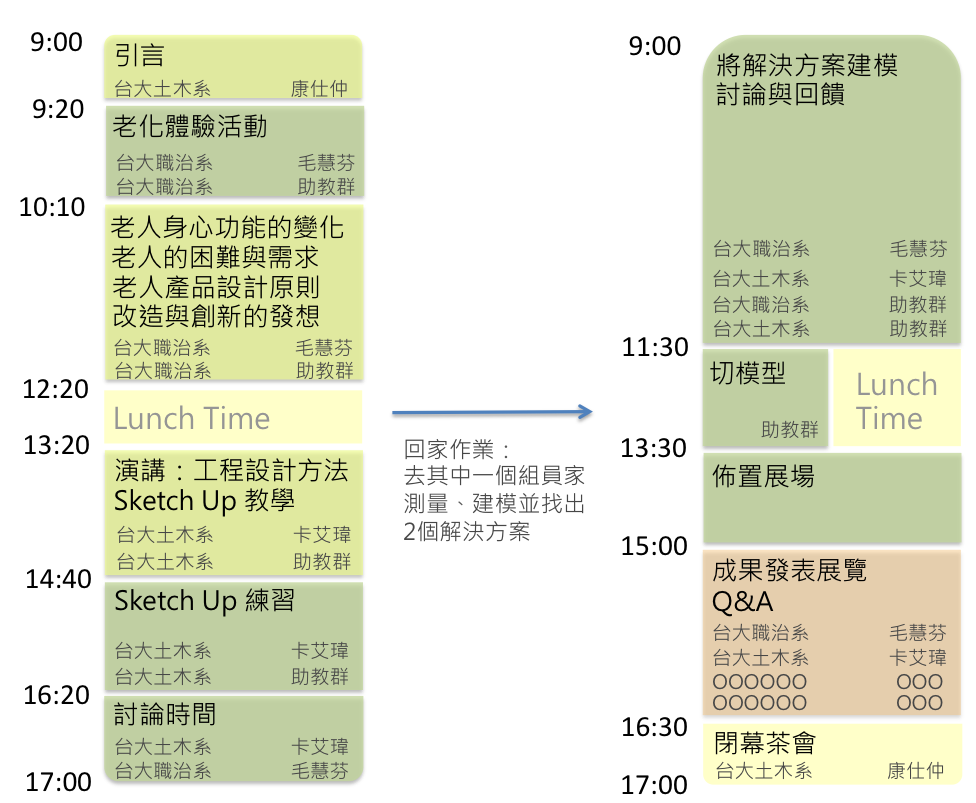 9:00
引言
台大土木系 康仕仲
9:20
老化體驗活動
台大職治系 毛慧芬
台大職治系 助教群
10:10
老人身心功能的變化
老人的困難與需求
老人產品設計原則
改造與創新的發想
台大職治系 毛慧芬
台大職治系 助教群
12:20
Lunch Time
13:20
演講：工程設計方法
Sketch Up 教學
台大土木系 卡艾瑋
台大土木系 助教群
14:40
Sketch Up 練習
台大土木系 卡艾瑋
台大土木系 助教群
16:20
討論時間
台大土木系 卡艾瑋
台大職治系 毛慧芬
17:00
回家作業：
去其中一個組員家
測量、建模並找出
2個解決方案
9:00
將解決方案建模
討論與回饋
台大職治系 毛慧芬
台大土木系 卡艾瑋
台大職治系 助教群
台大土木系 助教群
11:30
切模型
助教群
Lunch
Time
13:30
佈置展場
15:00
成果發表展覽
Q&A
台大職治系 毛慧芬
台大土木系 卡艾瑋
OOOOOO OOO
OOOOOO OOO
16:30
閉幕茶會
台大土木系 康仕仲
17:00